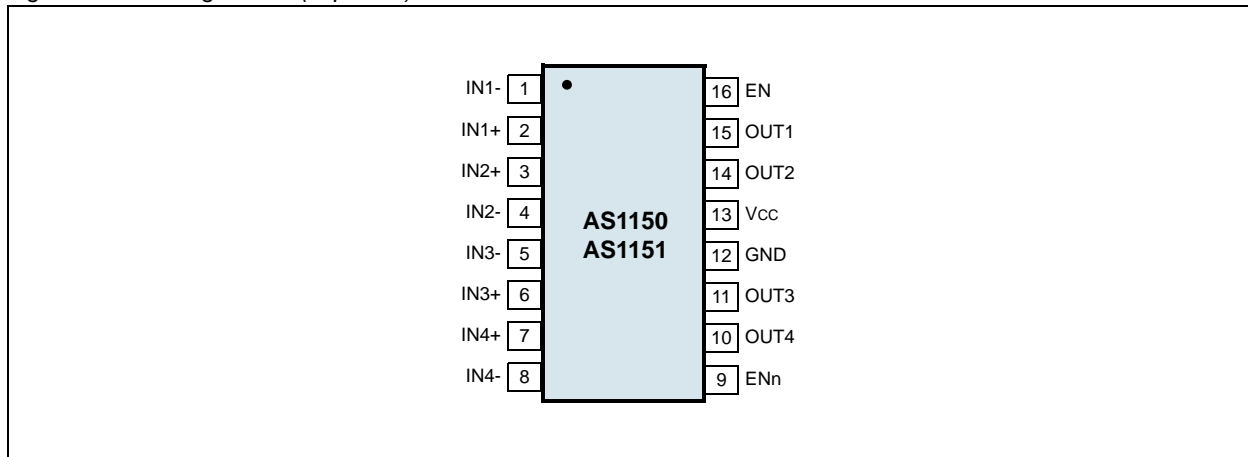 IN1- 1 16 EN
IN1+ 2 15 OUT1
IN2+ 3 14 OUT2
IN2- 4 13 VCC
AS1150
AS1151
IN3- 5 12 GND
IN3+ 6 11 OUT3
IN4+ 7 10 OUT4
IN4- 8 9 ENn